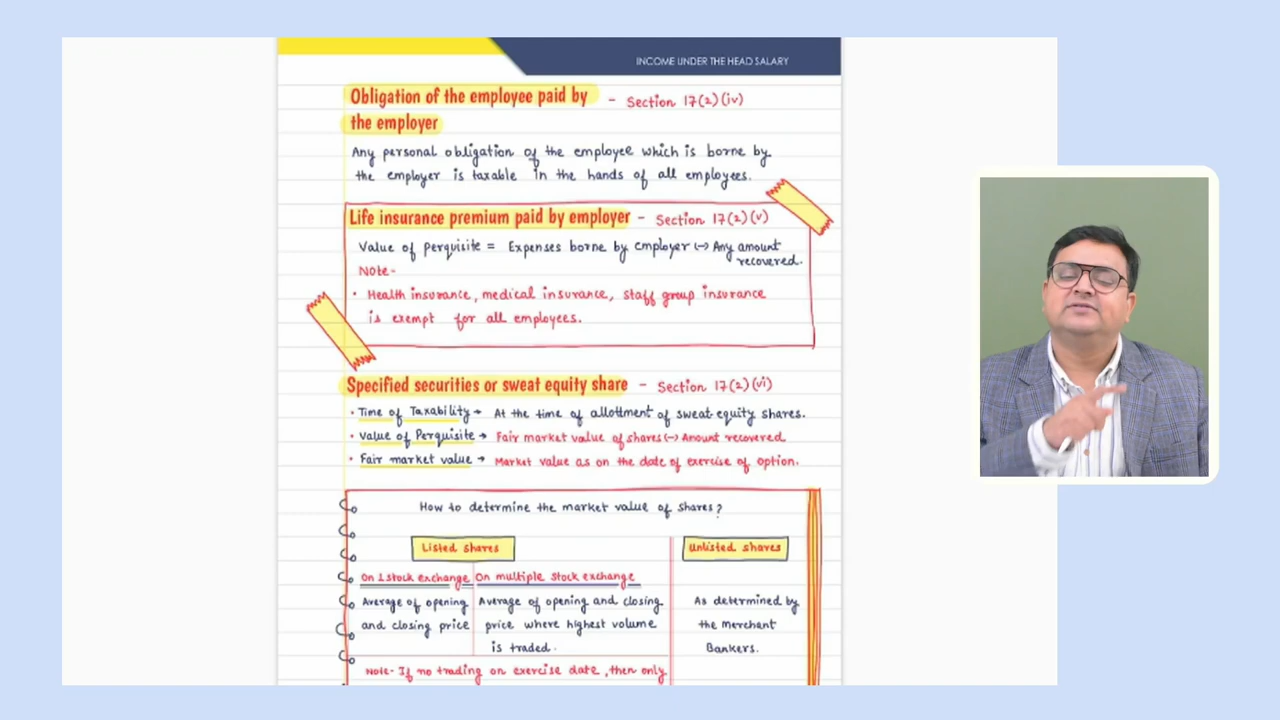 INCOME UNDER THE HEAD SALARY
Obligation of the employee paid by - Section 17(2)(iv)
the employer
Any personal obligation of the employee which is borne by
the employer is taxable in the hands of all employees.
Life insurance premium paid by employer - Section 17(2)(v)
Value of perquisite = Expenses borne by employer (-) Any amount
recovered.
Note-
• Health insurance, medical insurance, staff group insurance
is exempt for all employees.
Specified securities or sweat equity share - Section 17(2)(vi)
• Time of Taxability → At the time of allottment of sweat equity shares.
• Value of Perquisite → Fair market value of shares (-) Amount recovered
• Fair market value → Market value as on the date of exercise of option.
How to determine the market value of shares?
Listed shares
Unlisted shares
On 1 stock exchange
Average of opening
and closing price
On multiple stock exchange
Average of opening and closing
price where highest volume
is traded.
As determined by
the merchant
Bankers.
Note- If no trading on exercise date, then only